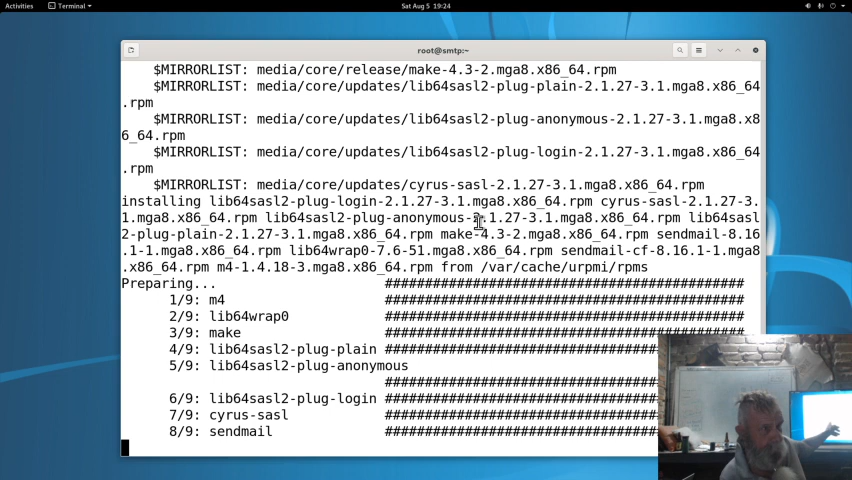 Activities
Terminal
Sat Aug 5 19:24
root@smtp:~
$MIRRORLIST: media/core/release/make-4.3-2.mga8.x86_64.rpm
$MIRRORLIST: media/core/updates/lib64sasl2-plug-plain-2.1.27-3.1.mga8.x86_64
.rpm
$MIRRORLIST: media/core/updates/lib64sasl2-plug-anonymous-2.1.27-3.1.mga8.x8
6_64.rpm
$MIRRORLIST: media/core/updates/lib64sasl2-plug-login-2.1.27-3.1.mga8.x86_64
.rpm
$MIRRORLIST: media/core/updates/cyrus-sasl-2.1.27-3.1.mga8.x86_64.rpm
installing lib64sasl2-plug-login-2.1.27-3.1.mga8.x86_64.rpm cyrus-sasl-2.1.27-3.
1.mga8.x86_64.rpm lib64sasl2-plug-anonymous-2.1.27-3.1.mga8.x86_64.rpm lib64sasl
2-plug-plain-2.1.27-3.1.mga8.x86_64.rpm make-4.3-2.mga8.x86_64.rpm sendmail-8.16
.1-1.mga8.x86_64.rpm lib64wrap0-7.6-51.mga8.x86_64.rpm sendmail-cf-8.16.1-1.mga8
.x86_64.rpm m4-1.4.18-3.mga8.x86_64.rpm from /var/cache/urpmi/rpms
Preparing... #############################################
1/9: m4 #############################################
2/9: lib64wrap0 #############################################
3/9: make #############################################
4/9: lib64sasl2-plug-plain ##################################
5/9: lib64sasl2-plug-anonymous
##################################
6/9: lib64sasl2-plug-login ##################################
7/9: cyrus-sasl ##################################
8/9: sendmail ##################################